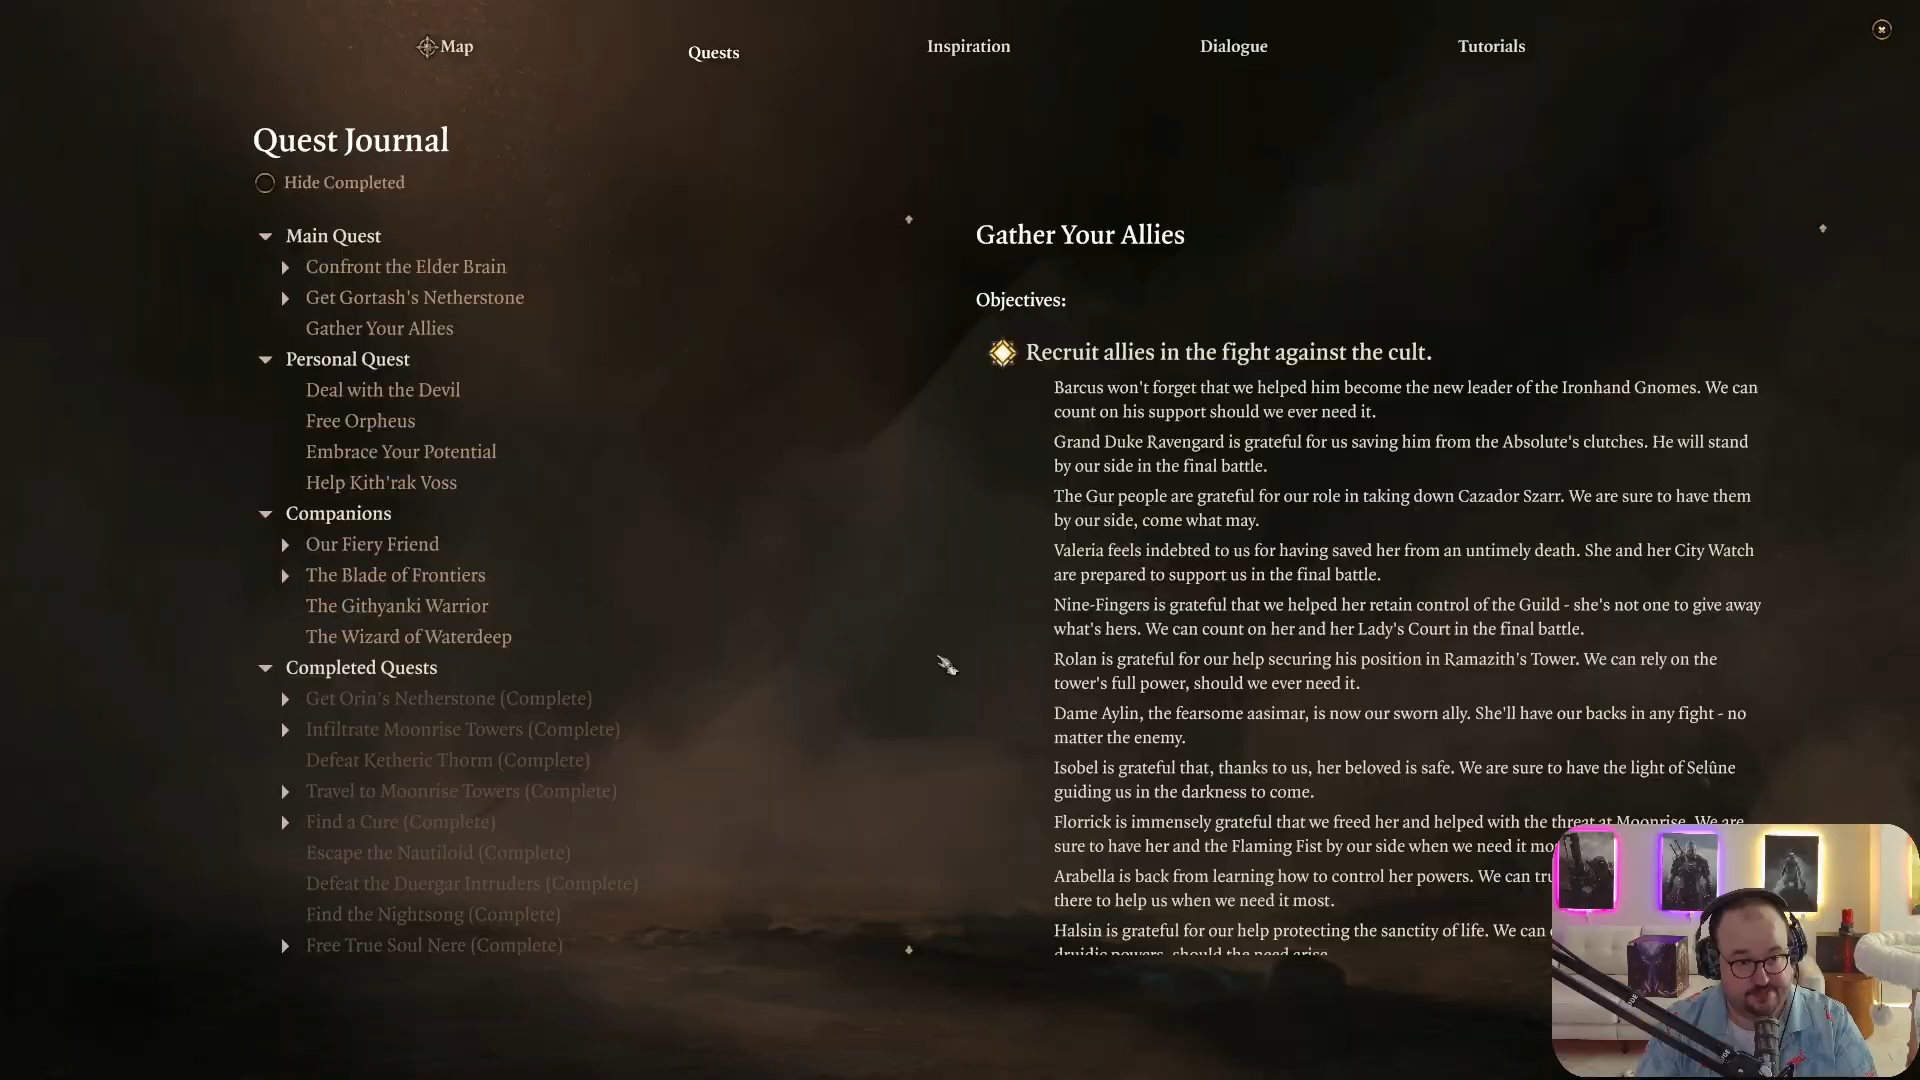 Map
Quests
Inspiration
Dialogue
Tutorials
Quest Journal
Hide Completed
Main Quest
Confront the Elder Brain
Get Gortash's Netherstone
Gather Your Allies
Personal Quest
Deal with the Devil
Free Orpheus
Embrace Your Potential
Help Kith'rak Voss
Companions
Our Fiery Friend
The Blade of Frontiers
The Githyanki Warrior
The Wizard of Waterdeep
Completed Quests
Get Orin's Netherstone (Complete)
Infiltrate Moonrise Towers (Complete)
Defeat Ketheric Thorm (Complete)
Travel to Moonrise Towers (Complete)
Find a Cure (Complete)
Escape the Nautiloid (Complete)
Defeat the Duergar Intruders (Complete)
Find the Nightsong (Complete)
Free True Soul Nere (Complete)
Gather Your Allies
Objectives:
Recruit allies in the fight against the cult.
Barcus won't forget that we helped him become the new leader of the Ironhand Gnomes. We can
count on his support should we ever need it.
Grand Duke Ravengard is grateful for us saving him from the Absolute's clutches. He will stand
by our side in the final battle.
The Gur people are grateful for our role in taking down Cazador Szarr. We are sure to have them
by our side, come what may.
Valeria feels indebted to us for having saved her from an untimely death. She and her City Watch
are prepared to support us in the final battle.
Nine-Fingers is grateful that we helped her retain control of the Guild - she's not one to give away
what's hers. We can count on her and her Lady's Court in the final battle.
Rolan is grateful for our help securing his position in Ramazith's Tower. We can rely on the
tower's full power, should we ever need it.
Dame Aylin, the fearsome aasimar, is now our sworn ally. She'll have our backs in any fight - no
matter the enemy.
Isobel is grateful that, thanks to us, her beloved is safe. We are sure to have the light of Selûne
guiding us in the darkness to come.
Florrick is immensely grateful that we freed her and helped with the threat at Moonrise. We are
sure to have her and the Flaming Fist by our side when we need it
Arabella is back from learning how to control her powers. We can
there to help us when we need it most.
Halsin is grateful for our help protecting the sanctity of life. We can
druidic powers, should the need arise.